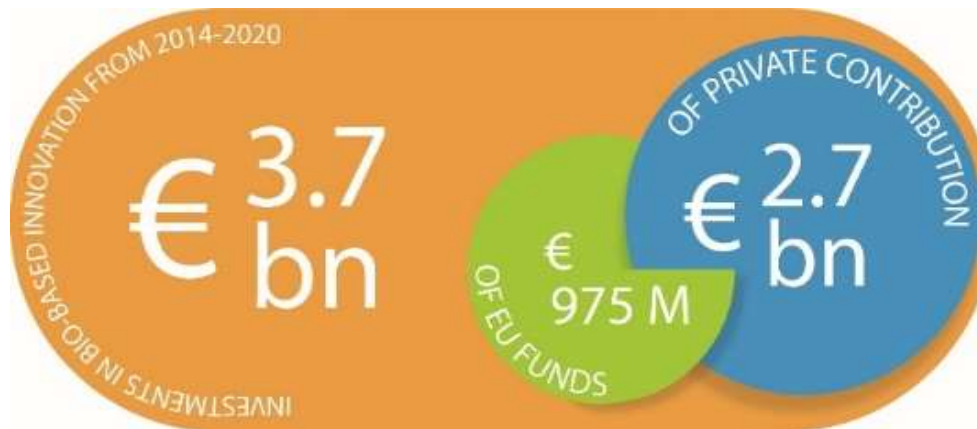 INVESTMENTS IN BIO-BASED INNOVATION FROM 2014-2020
€ 3.7
bn
€
975 M
OF EU FUNDS
€ 2.7
bn
OF PRIVATE CONTRIBUTION